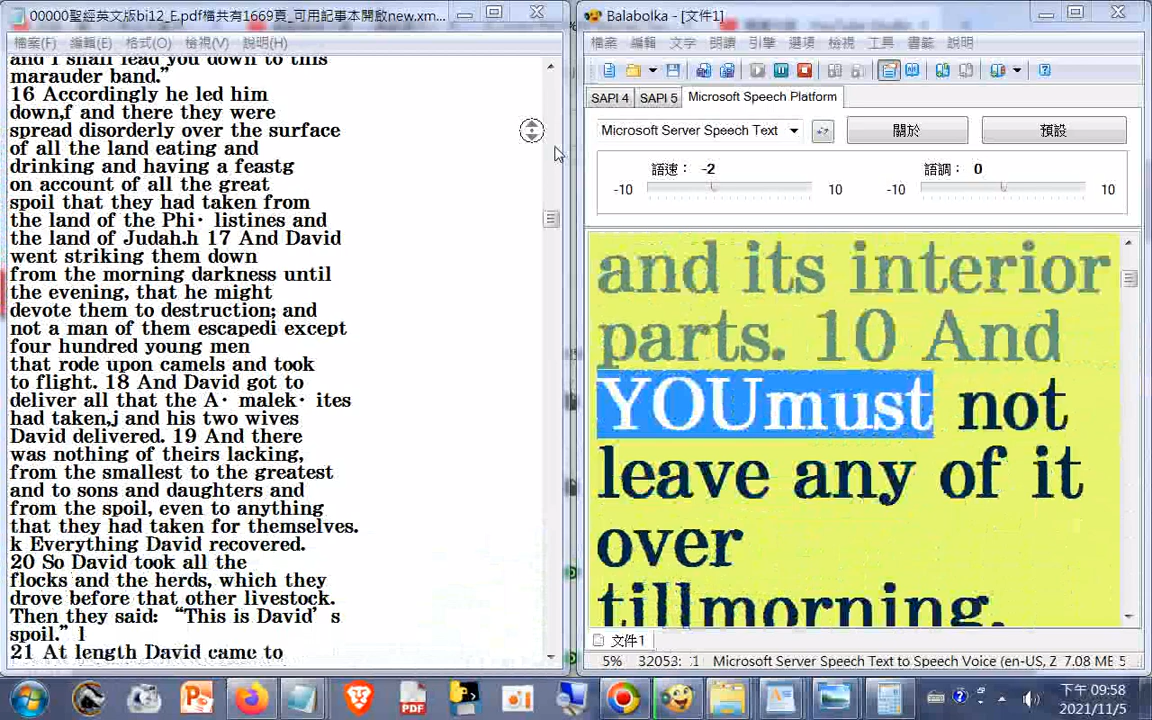 00000聖經英文版bi12_E.pdf檔共有1669頁_可用記事本開啟new.xm...
檔案(F) 編輯(E) 格式(O) 檢視(V) 說明(H)
and I shall lead you down to this
marauder band.”
16 Accordingly he led him
down,f and there they were
spread disorderly over the surface
of all the land eating and
drinking and having a feastg
on account of all the great
spoil that they had taken from
the land of the Phi· listines and
the land of Judah.h 17 And David
went striking them down
from the morning darkness until
the evening, that he might
devote them to destruction; and
not a man of them escapedi except
four hundred young men
that rode upon camels and took
to flight. 18 And David got to
deliver all that the A· malek· ites
had taken,j and his two wives
David delivered. 19 And there
was nothing of theirs lacking,
from the smallest to the greatest
and to sons and daughters and
from the spoil, even to anything
that they had taken for themselves.
k Everything David recovered.
20 So David took all the
flocks and the herds, which they
drove before that other livestock.
Then they said: “This is David’s
spoil.” l
21 At length David came to
Balabolka - [文件1]
檔案 編輯 文字 朗讀 引擎 選項 檢視 工具 書籤 說明
SAPI 4 SAPI 5 Microsoft Speech Platform
Microsoft Server Speech Text 關於 預設
語速： -2 語調： 0
-10 10 -10 10
and its interior
parts. 10 And
YOUmust not
leave any of it
over
tillmorning.
文件1
5% 32053: :1 Microsoft Server Speech Text to Speech Voice (en-US, Z 7.08 MB 5
PDF
下午 09:58
2021/11/5